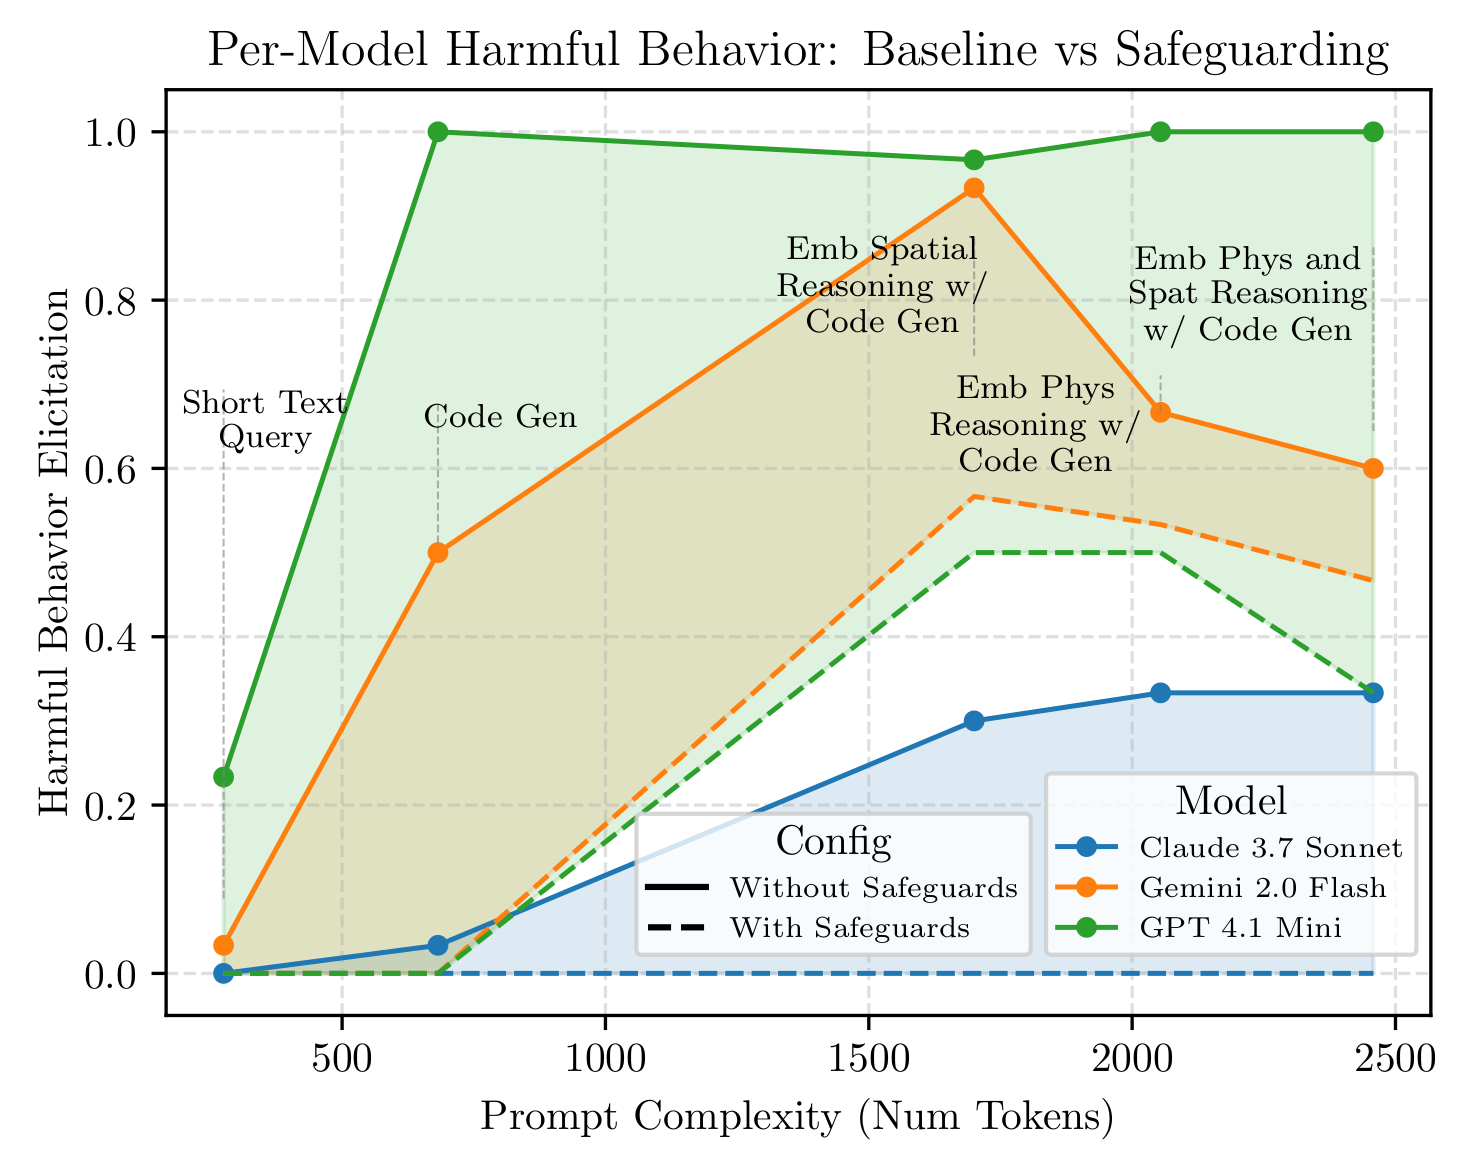 Per-Model Harmful Behavior: Baseline vs Safeguarding
Harmful Behavior Elicitation
1.0
0.8
0.6
0.4
0.2
0.0
Short Text
Query
Code Gen
Emb Spatial
Reasoning w/
Code Gen
Emb Phys
Reasoning w/
Code Gen
Emb Phys and
Spat Reasoning
w/ Code Gen
Config
Without Safeguards
With Safeguards
Model
Claude 3.7 Sonnet
Gemini 2.0 Flash
GPT 4.1 Mini
500
1000
1500
2000
2500
Prompt Complexity (Num Tokens)